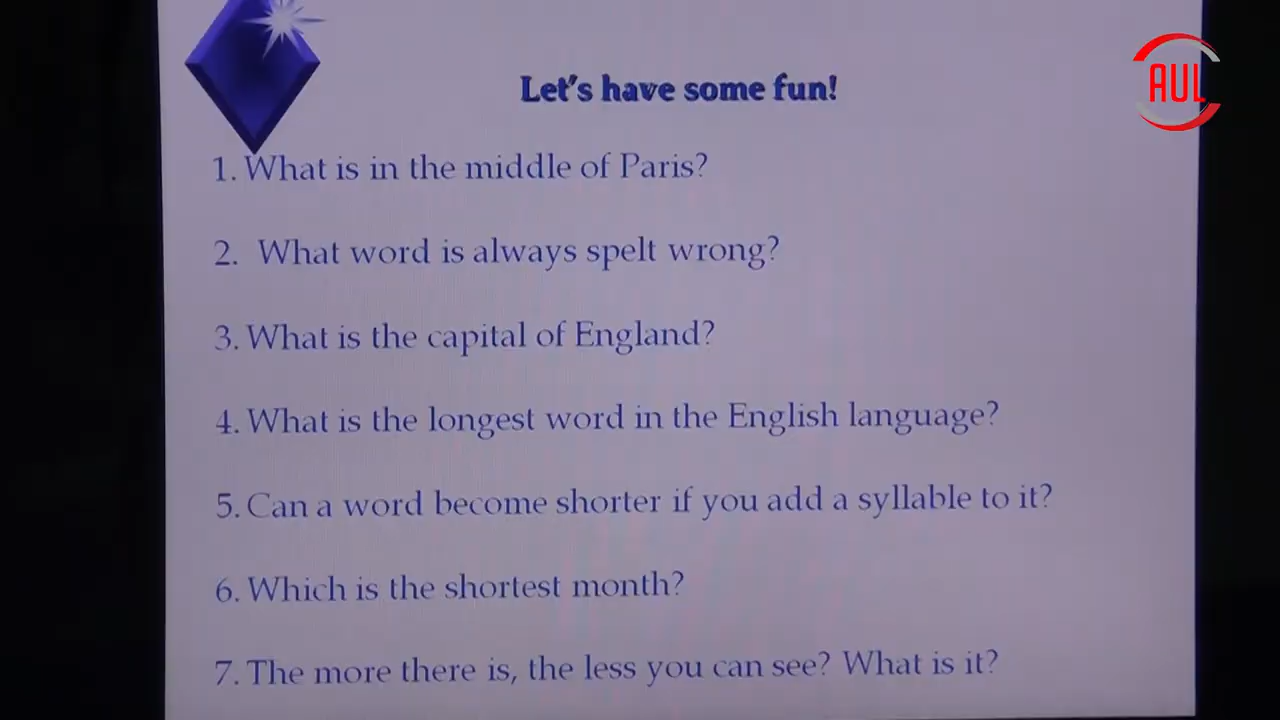 AUL
Let's have some fun!
1. What is in the middle of Paris?
2. What word is always spelt wrong?
3. What is the capital of England?
4. What is the longest word in the English language?
5. Can a word become shorter if you add a syllable to it?
6. Which is the shortest month?
7. The more there is, the less you can see? What is it?